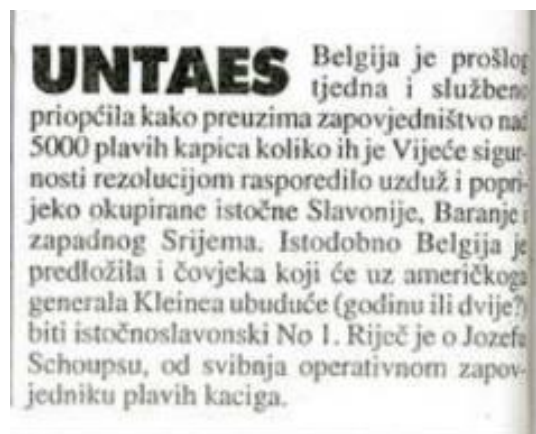 UNTAES Belgija je prošlog
tjedna i službeno
priopćila kako preuzima zapovjedništvo nad
5000 plavih kapica koliko ih je Vijeće sigur-
nosti rezolucijom rasporedilo uzduž i popri-
jeko okupirane istočne Slavonije, Baranje i
zapadnog Srijema. Istodobno Belgija je
predložila i čovjeka koji će uz američkoga
generala Kleinea ubuduće (godinu ili dvije?)
biti istočnoslavonski No 1. Riječ je o Jozefu
Schoupsu, od svibnja operativnom zapov-
jedniku plavih kaciga.